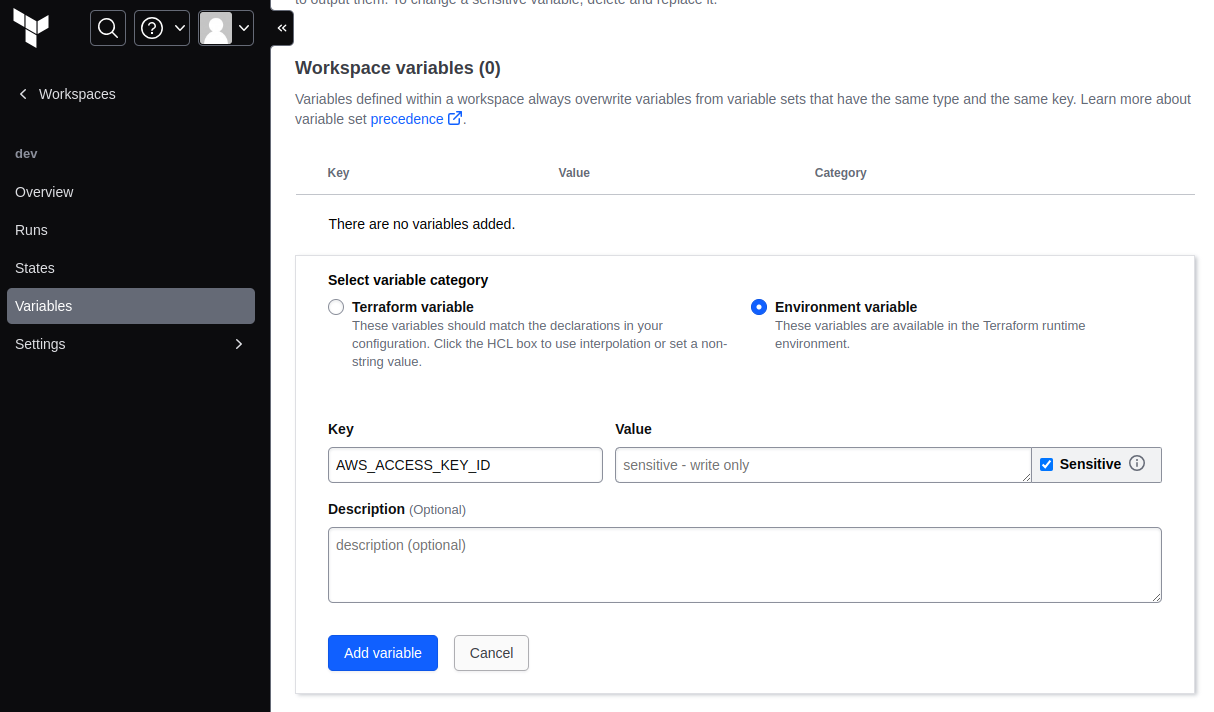 to output them. To change a sensitive variable, delete and replace it.
Workspaces
dev
Overview
Runs
States
Variables
Settings
Workspace variables (0)
Variables defined within a workspace always overwrite variables from variable sets that have the same type and the same key. Learn more about
variable set precedence.
Key Value Category
There are no variables added.
Select variable category
Terraform variable
These variables should match the declarations in your
configuration. Click the HCL box to use interpolation or set a non-
string value.
Environment variable
These variables are available in the Terraform runtime
environment.
Key
AWS_ACCESS_KEY_ID
Value
sensitive - write only
Sensitive
Description (Optional)
description (optional)
Add variable
Cancel